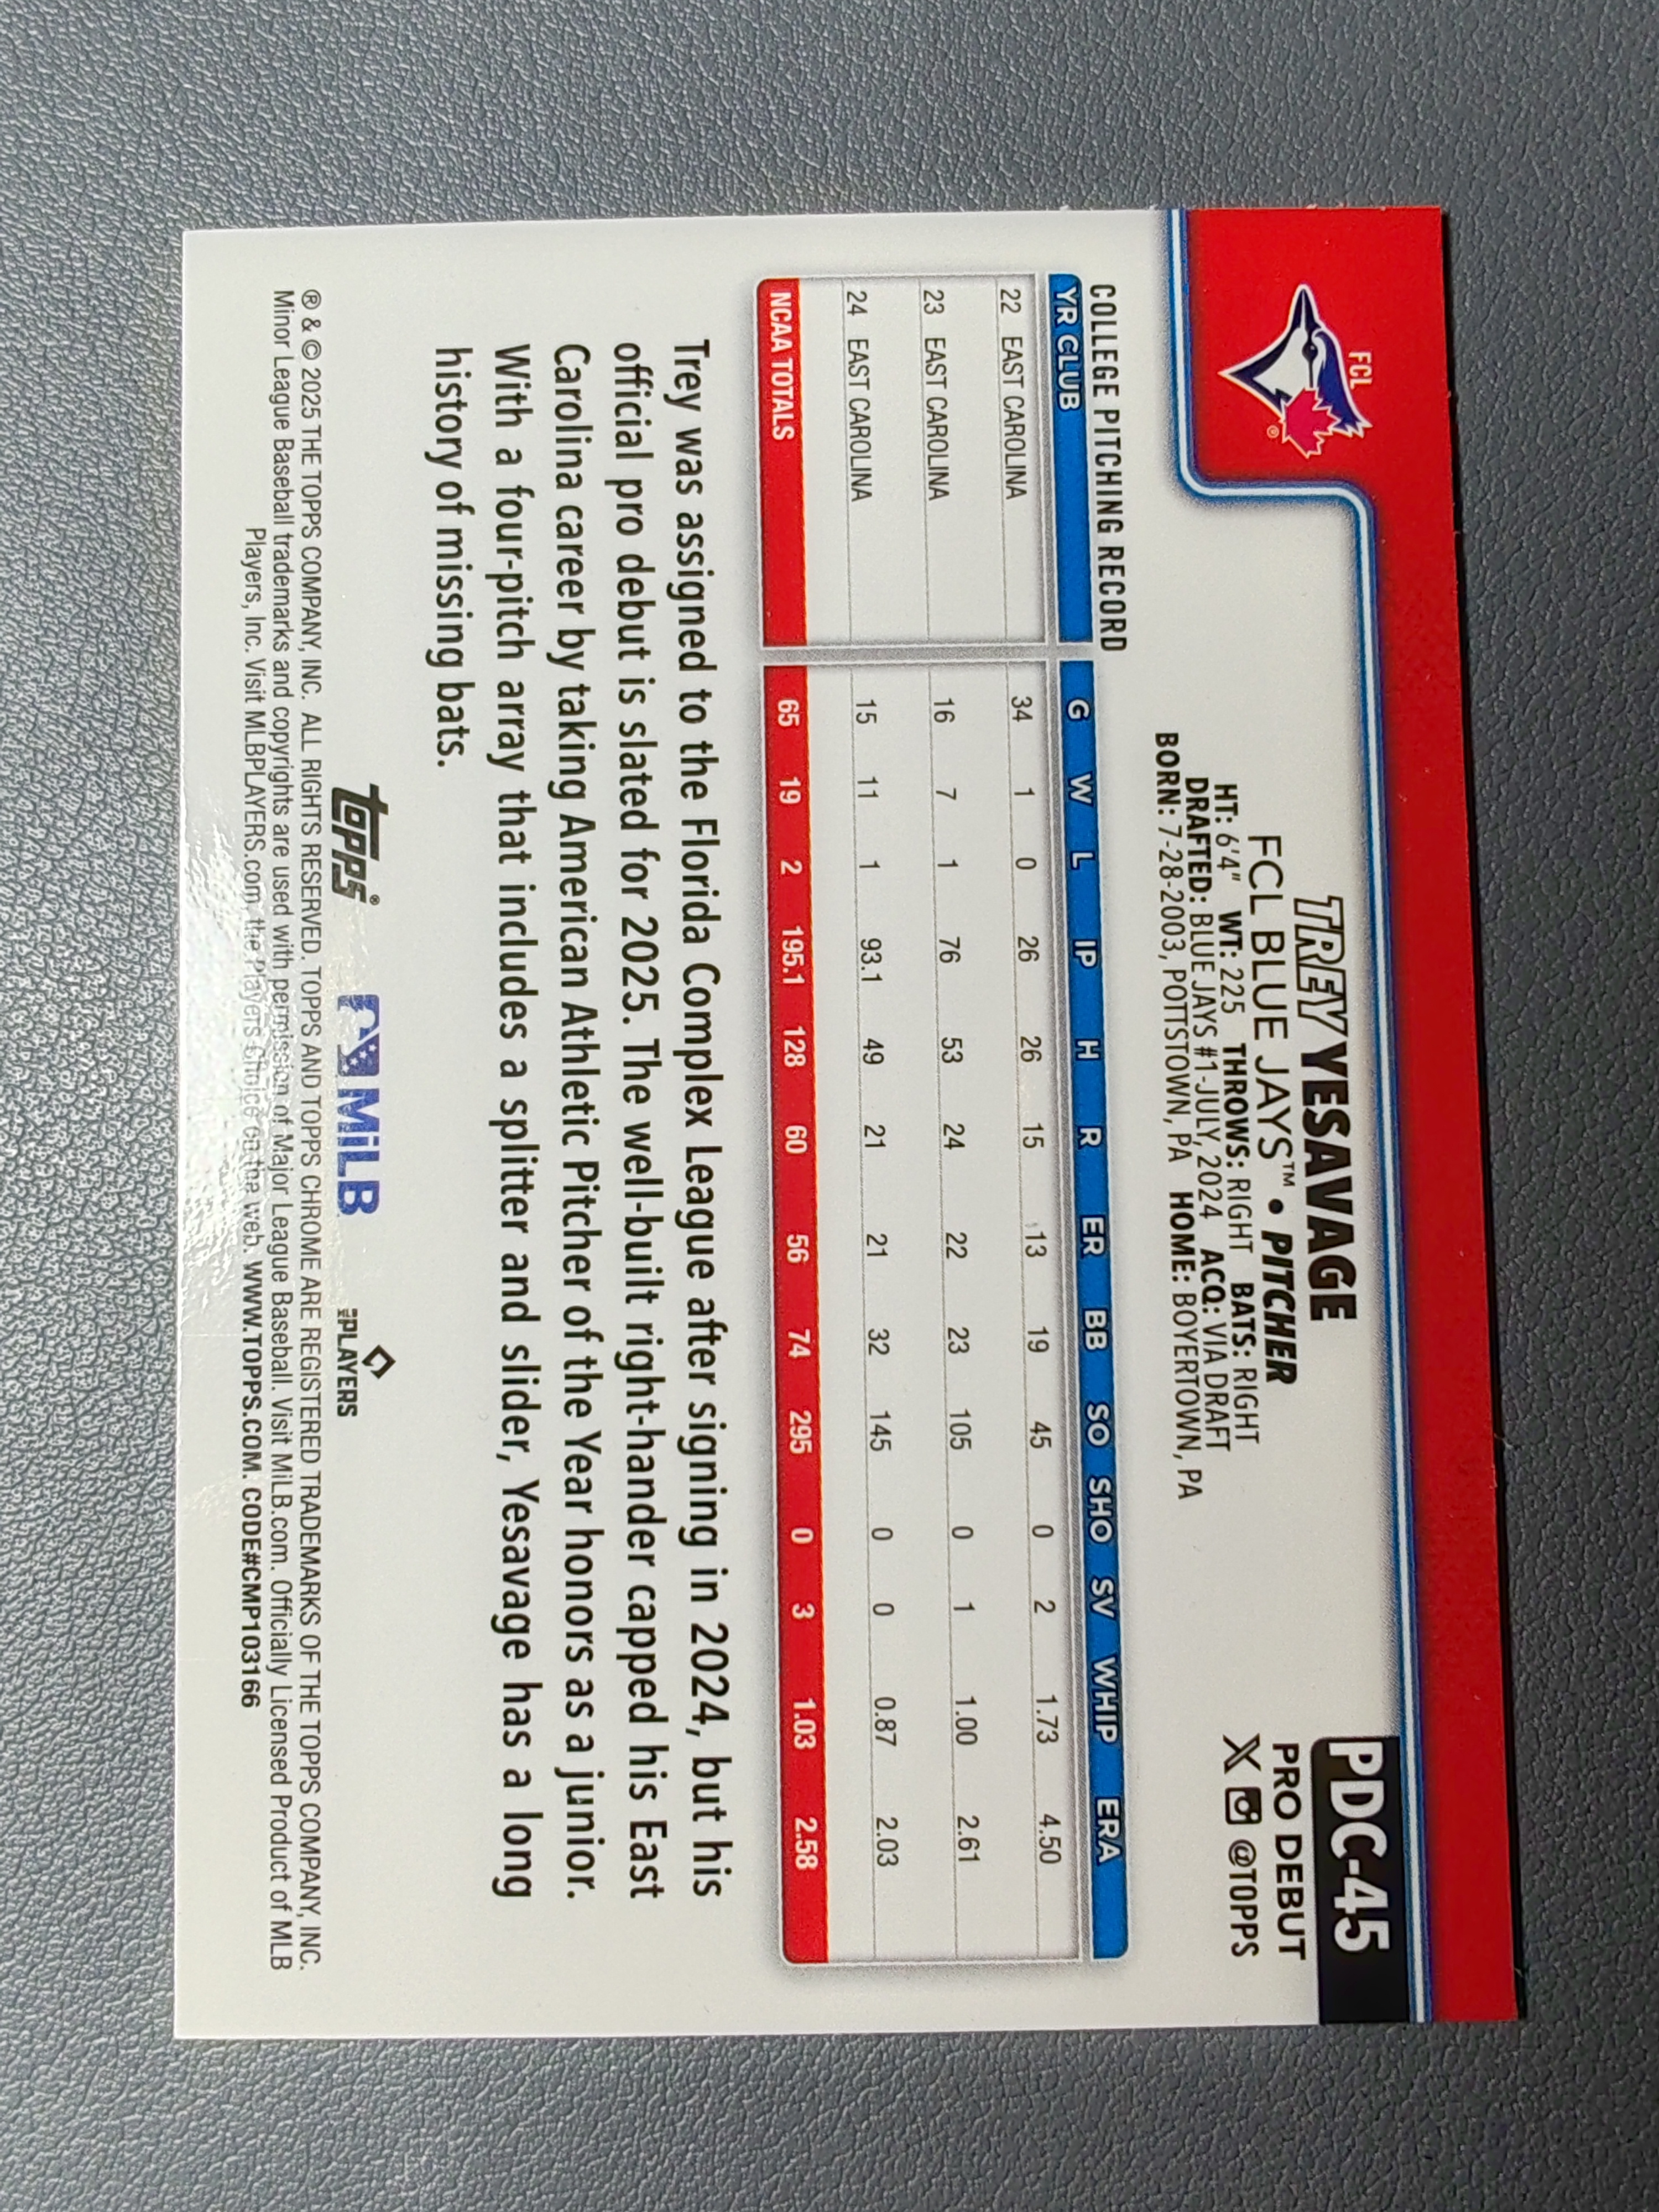 FCL
®
PDC-45
PRO DEBUT
X @TOPPS
TREY YESAVAGE
FCL BLUE JAYS™ • PITCHER
HT: 6'4" WT: 225 THROWS: RIGHT BATS: RIGHT
DRAFTED: BLUE JAYS #1-JULY, 2024 ACQ: VIA DRAFT
BORN: 7-28-2003, POTTSTOWN, PA HOME: BOYERTOWN, PA
COLLEGE PITCHING RECORD
YR CLUB G W L IP H R ER BB SO SHO SV WHIP ERA
22 EAST CAROLINA 34 1 0 26 26 15 13 19 45 0 2 1.73 4.50
23 EAST CAROLINA 16 7 1 76 53 24 22 23 105 0 1 1.00 2.61
24 EAST CAROLINA 15 11 1 93.1 49 21 21 32 145 0 0 0.87 2.03
NCAA TOTALS 65 19 2 195.1 128 60 56 74 295 0 3 1.03 2.58
Trey was assigned to the Florida Complex League after signing in 2024, but his
official pro debut is slated for 2025. The well-built right-hander capped his East
Carolina career by taking American Athletic Pitcher of the Year honors as a junior.
With a four-pitch array that includes a splitter and slider, Yesavage has a long
history of missing bats.
topps® MiLB THE PLAYERS
® & © 2025 THE TOPPS COMPANY, INC. ALL RIGHTS RESERVED. TOPPS AND TOPPS CHROME ARE REGISTERED TRADEMARKS OF THE TOPPS COMPANY, INC.
Minor League Baseball trademarks and copyrights are used with permission of Major League Baseball. Visit MiLB.com. Officially Licensed Product of MLB
Players, Inc. Visit MLBPLAYERS.com, the Players Choice on the web. WWW.TOPPS.COM. CODE#CMP103166